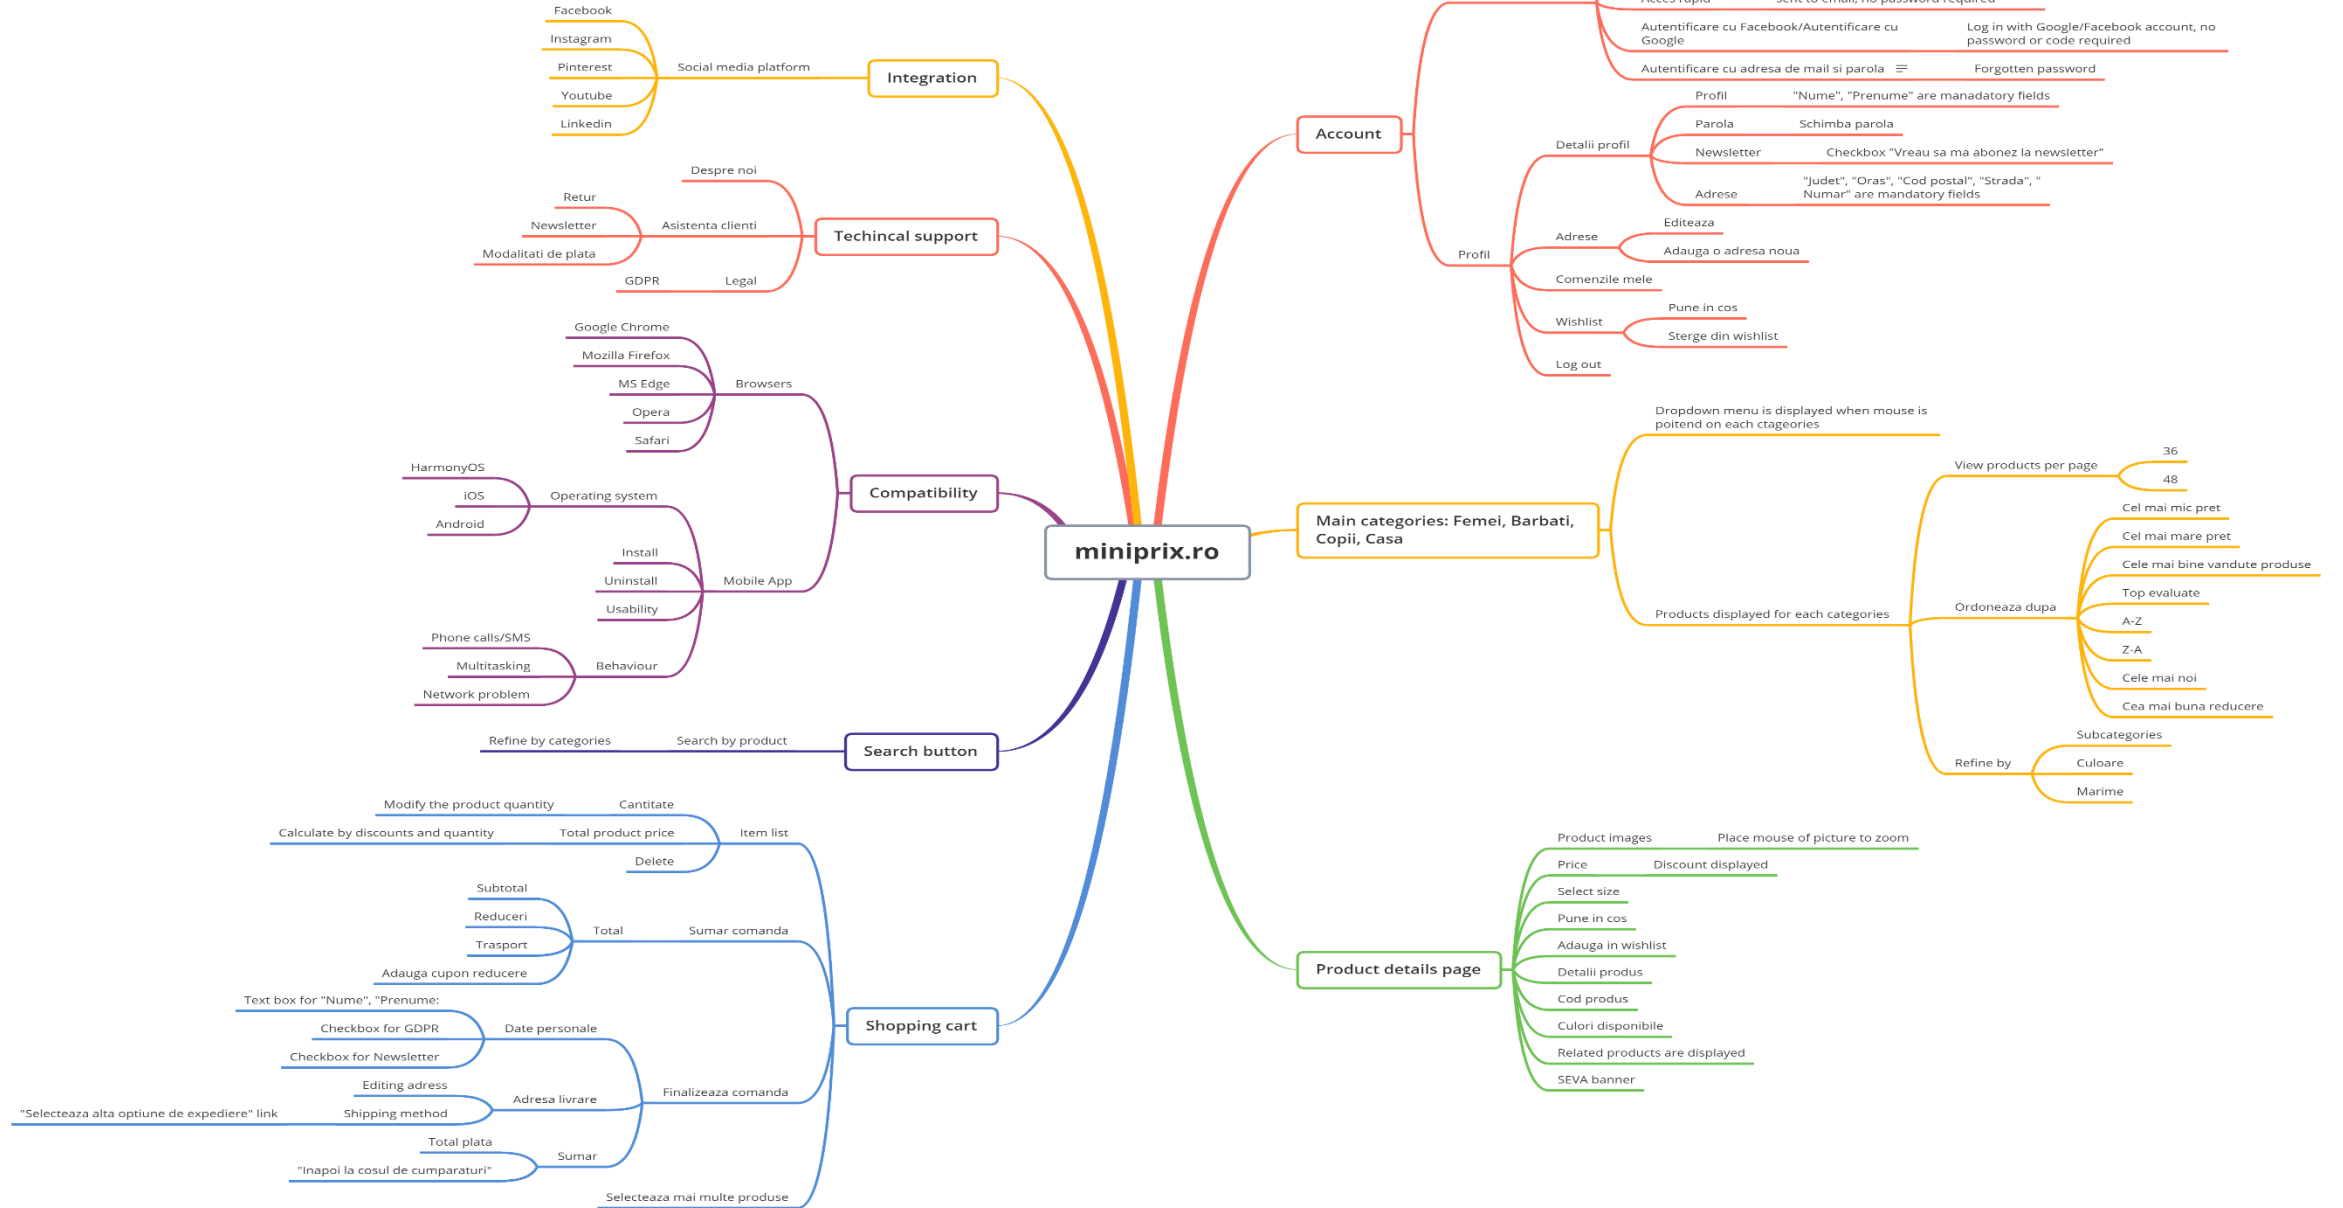 Facebook
Instagram
Pinterest
Youtube
Linkedin
Social media platform
Integration
Despre noi
Retur
Newsletter
Modalitati de plata
Asistenta clienti
GDPR
Legal
Techincal support
Google Chrome
Mozilla Firefox
MS Edge
Opera
Safari
Browsers
HarmonyOS
iOS
Android
Operating system
Install
Uninstall
Usability
Mobile App
Phone calls/SMS
Multitasking
Network problem
Behaviour
Compatibility
Refine by categories
Search by product
Search button
Modify the product quantity
Cantitate
Calculate by discounts and quantity
Total product price
Delete
Item list
Subtotal
Reduceri
Trasport
Adauga cupon reducere
Total
Sumar comanda
Text box for "Nume", "Prenume:
Checkbox for GDPR
Checkbox for Newsletter
Date personale
Editing adress
"Selecteaza alta optiune de expediere" link
Shipping method
Adresa livrare
Finalizeaza comanda
Total plata
"Inapoi la cosul de cumparaturi"
Sumar
Selecteaza mai multe produse
Shopping cart
miniprix.ro
Account
Acces rapid
sent to email, no password required
Autentificare cu Facebook/Autentificare cu
Google
Log in with Google/Facebook account, no
password or code required
Autentificare cu adresa de mail si parola
Forgotten password
Profil
Detalii profil
Profil
"Nume", "Prenume" are manadatory fields
Parola
Schimba parola
Newsletter
Checkbox "Vreau sa ma abonez la newsletter"
Adrese
"Judet", "Oras", "Cod postal", "Strada", "
Numar" are mandatory fields
Adrese
Editeaza
Adauga o adresa noua
Comenzile mele
Wishlist
Pune in cos
Sterge din wishlist
Log out
Main categories: Femei, Barbati,
Copii, Casa
Dropdown menu is displayed when mouse is
poitend on each ctageories
Products displayed for each categories
View products per page
36
48
Ordoneaza dupa
Cel mai mic pret
Cel mai mare pret
Cele mai bine vandute produse
Top evaluate
A-Z
Z-A
Cele mai noi
Cea mai buna reducere
Refine by
Subcategories
Culoare
Marime
Product details page
Product images
Place mouse of picture to zoom
Price
Discount displayed
Select size
Pune in cos
Adauga in wishlist
Detalii produs
Cod produs
Culori disponibile
Related products are displayed
SEVA banner